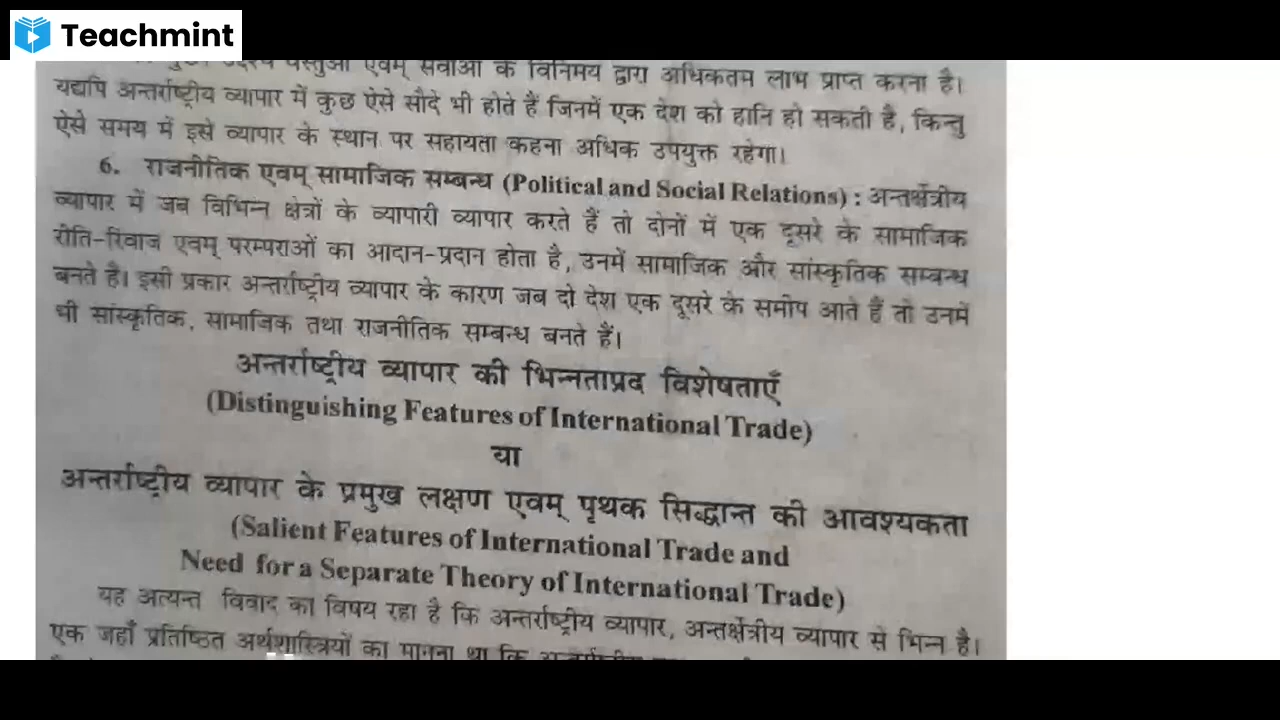 Teachmint
वस्तुओं एवम् सेवाओं के विनिमय द्वारा अधिकतम लाभ प्राप्त करना है।
यद्यपि अन्तर्राष्ट्रीय व्यापार में कुछ ऐसे सौदे भी होते हैं जिनमें एक देश को हानि हो सकती है, किन्तु
ऐसे समय में इसे व्यापार के स्थान पर सहायता कहना अधिक उपयुक्त रहेगा।
6. राजनीतिक एवम् सामाजिक सम्बन्ध (Political and Social Relations) : अन्तर्क्षेत्रीय
व्यापार में जब विभिन्न क्षेत्रों के व्यापारी व्यापार करते हैं तो दोनों में एक दूसरे के सामाजिक
रीति-रिवाज एवम् परम्पराओं का आदान-प्रदान होता है, उनमें सामाजिक और सांस्कृतिक सम्बन्ध
बनते हैं। इसी प्रकार अन्तर्राष्ट्रीय व्यापार के कारण जब दो देश एक दूसरे के समीप आते हैं तो उनमें
भी सांस्कृतिक, सामाजिक तथा राजनीतिक सम्बन्ध बनते हैं।
अन्तर्राष्ट्रीय व्यापार की भिन्नताप्रद विशेषताएँ
(Distinguishing Features of International Trade)
या
अन्तर्राष्ट्रीय व्यापार के प्रमुख लक्षण एवम् पृथक सिद्धान्त की आवश्यकता
(Salient Features of International Trade and
Need for a Separate Theory of International Trade)
यह अत्यन्त विवाद का विषय रहा है कि अन्तर्राष्ट्रीय व्यापार, अन्तर्क्षेत्रीय व्यापार से भिन्न है।
एक जहाँ प्रतिष्ठित अर्थशास्त्रियों का मानना था कि